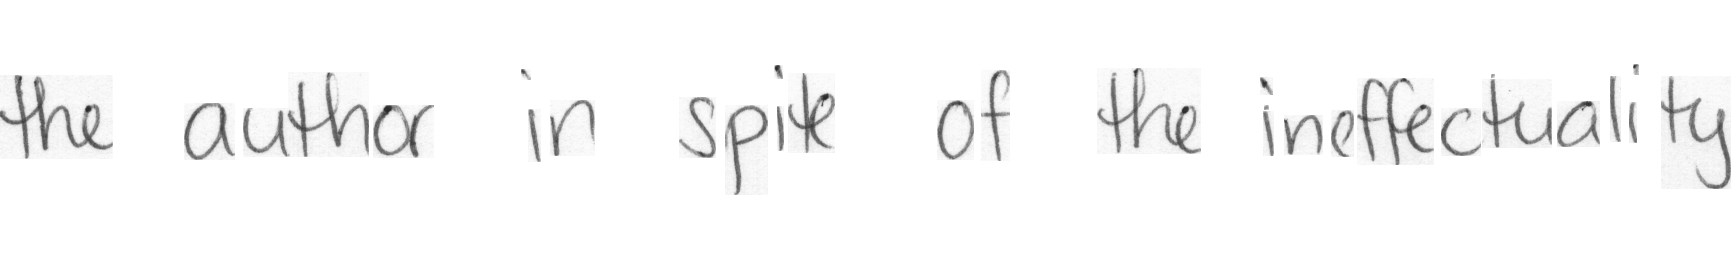 the author in spite of the ineffectuality